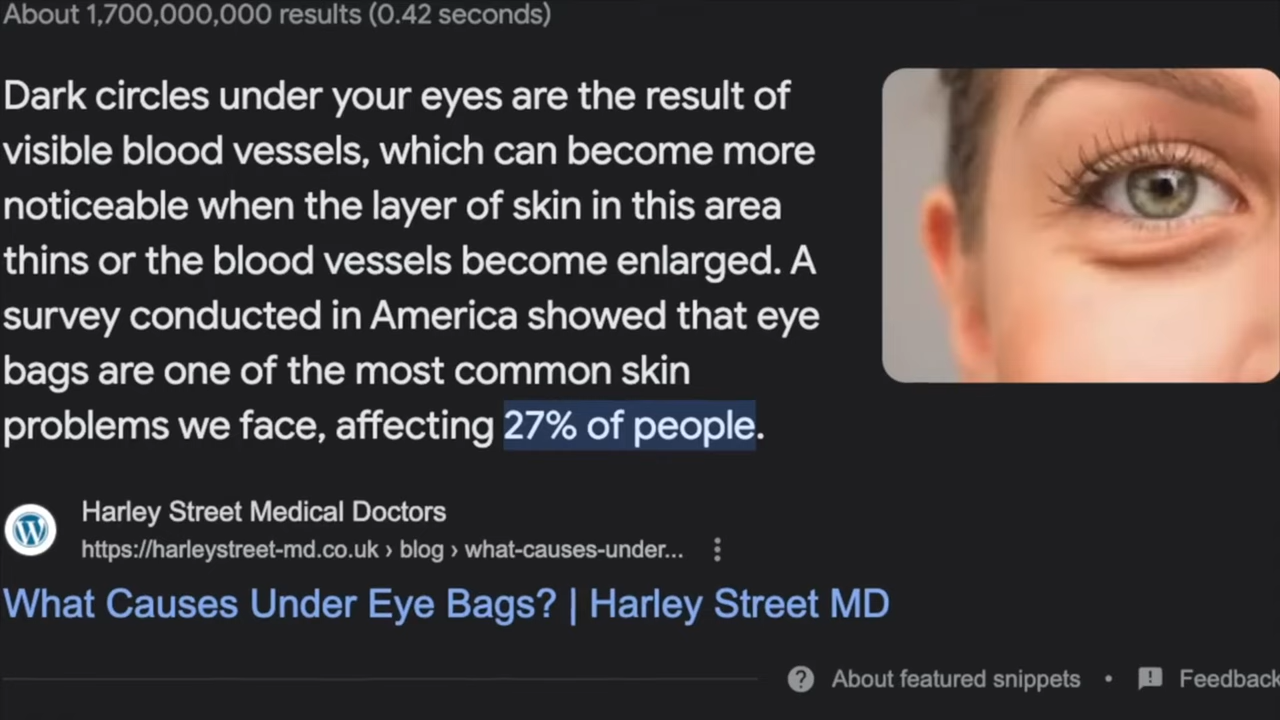 About 1,700,000,000 results (0.42 seconds)
Dark circles under your eyes are the result of
visible blood vessels, which can become more
noticeable when the layer of skin in this area
thins or the blood vessels become enlarged. A
survey conducted in America showed that eye
bags are one of the most common skin
problems we face, affecting 27% of people.
Harley Street Medical Doctors
https://harleystreet-md.co.uk › blog › what-causes-under...
What Causes Under Eye Bags? | Harley Street MD
About featured snippets • Feedback